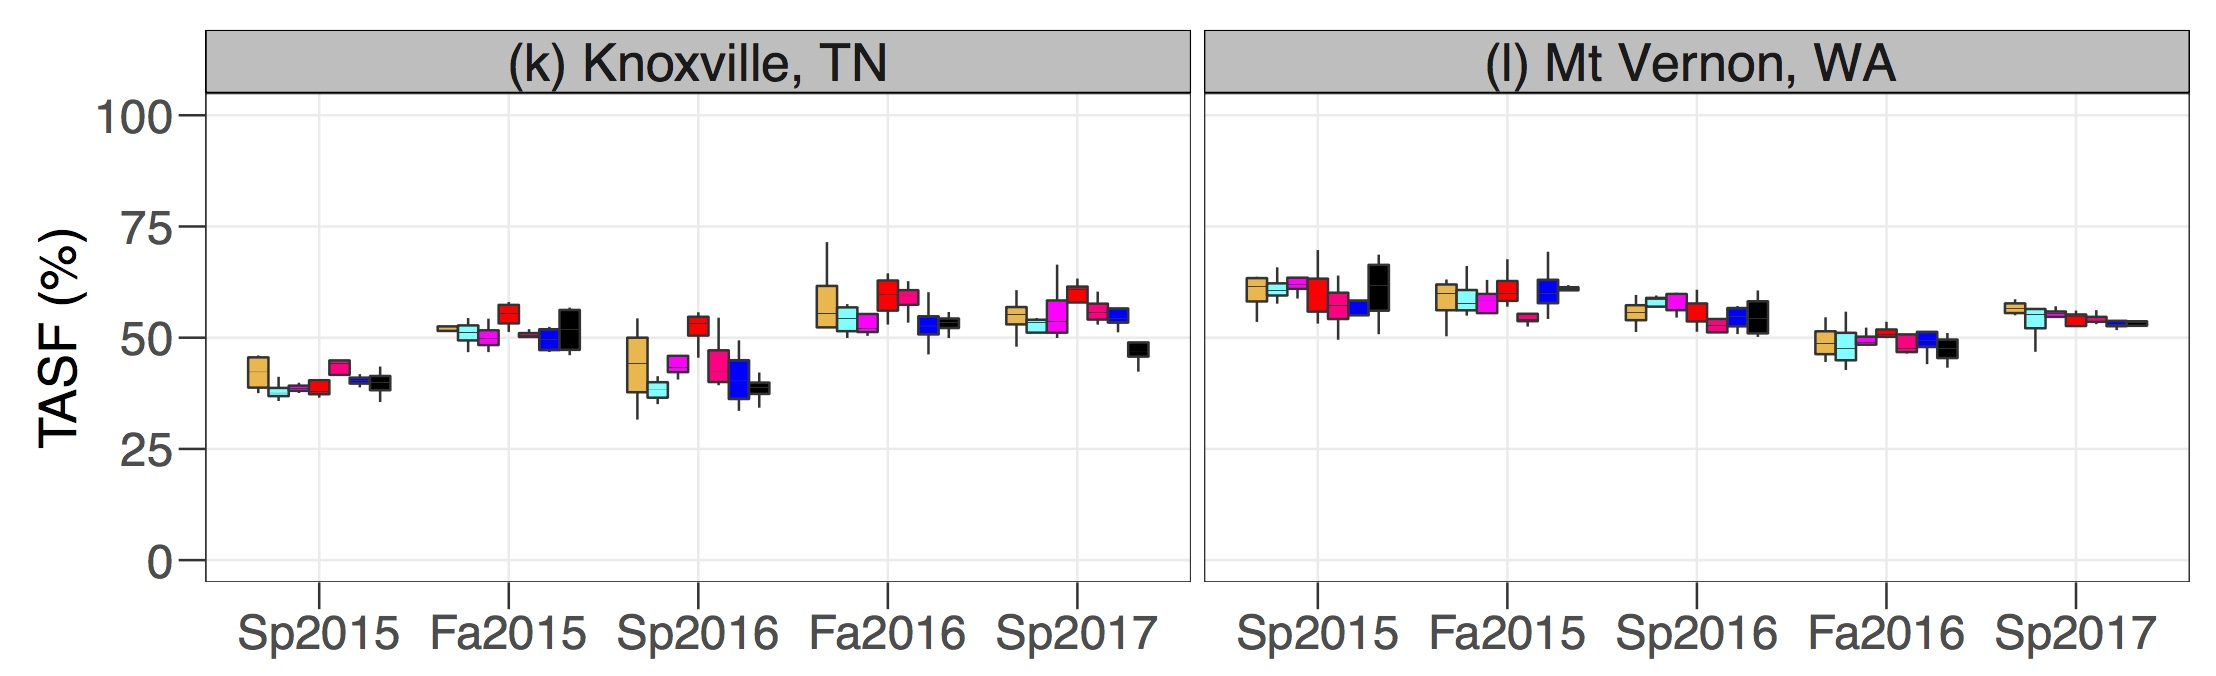 (k) Knoxville, TN
(l) Mt Vernon, WA
TASF (%)
100
75
50
25
0
Sp2015 Fa2015 Sp2016 Fa2016 Sp2017
Sp2015 Fa2015 Sp2016 Fa2016 Sp2017